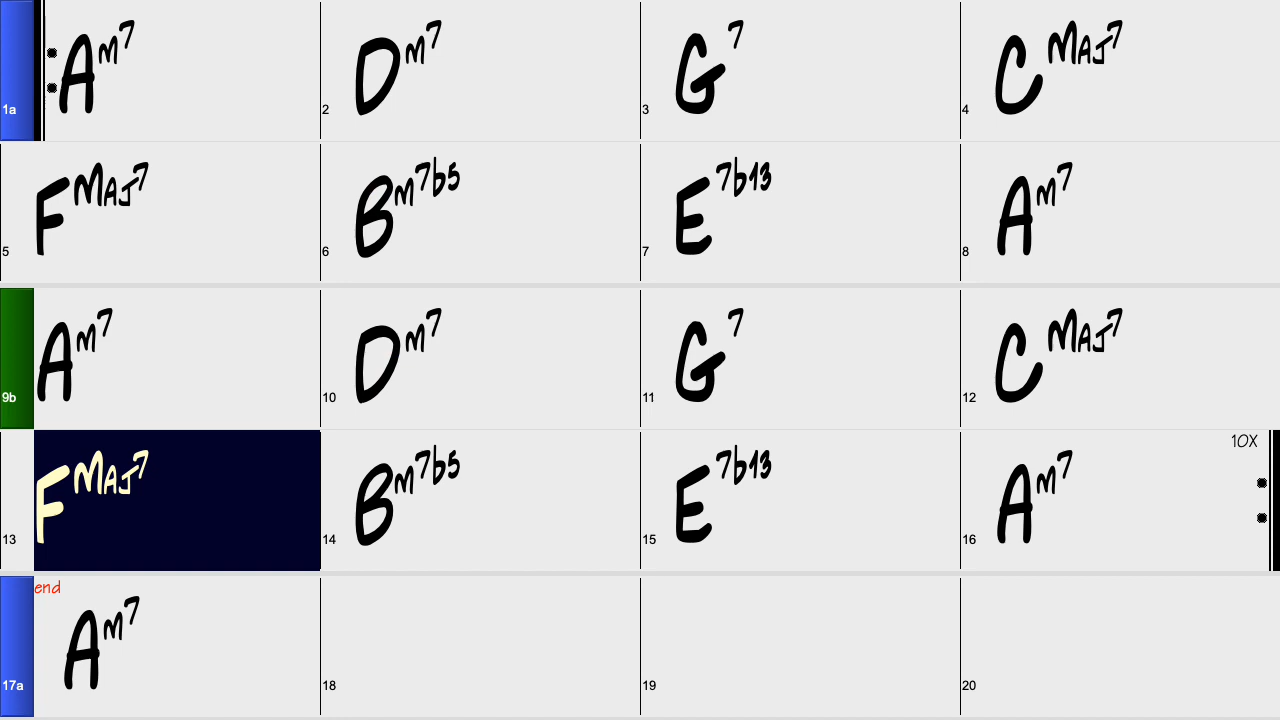 1a Am7 2 Dm7 3 G7 4 CMaj7
5 FMaj7 6 Bm7b5 7 E7b13 8 Am7
9b Am7 10 Dm7 11 G7 12 CMaj7
10X
13 FMaj7 14 Bm7b5 15 E7b13 16 Am7
end
17a Am7 18 19 20